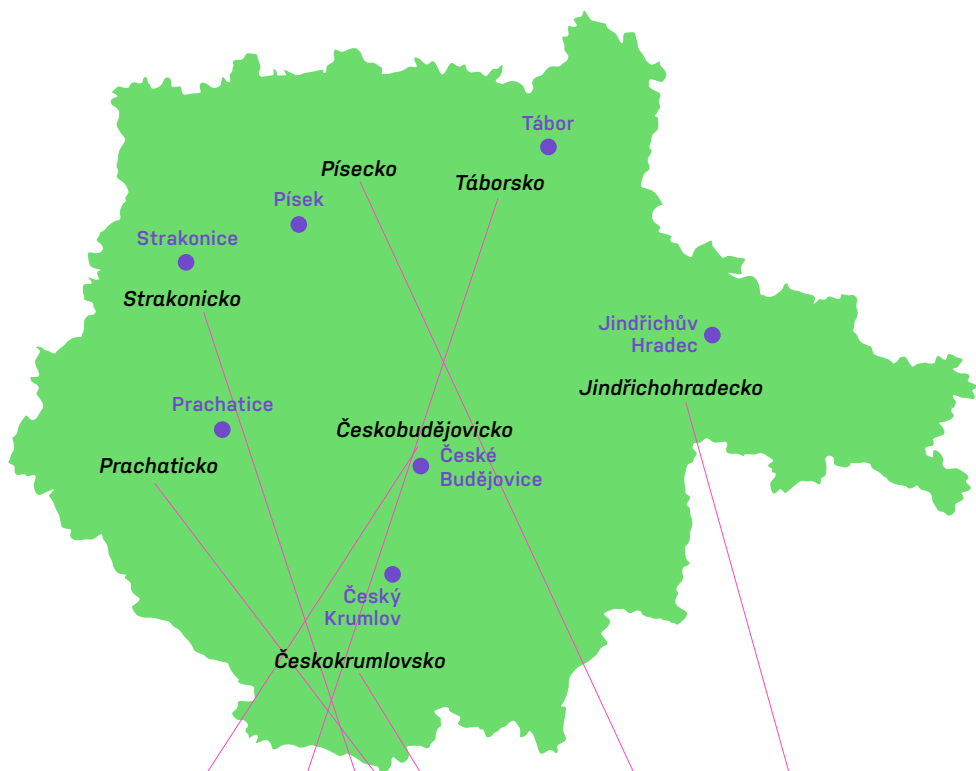 Tábor
Písecko
Táborsko
Písek
Strakonice
Strakonicko
Jindřichův
Hradec
Jindřichohradecko
Prachatice
Českobudějovicko
Prachaticko
České
Budějovice
Český
Krumlov
Českokrumlovsko